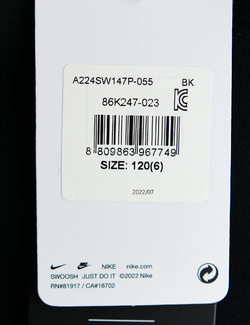 A224SW147P-055 BK
86K247-023
8 809863 967749
SIZE: 120(6)
2022/07
NIKE nike.com
SWOOSH JUST DO IT ©2022 Nike
RN#81917 / CA#18702